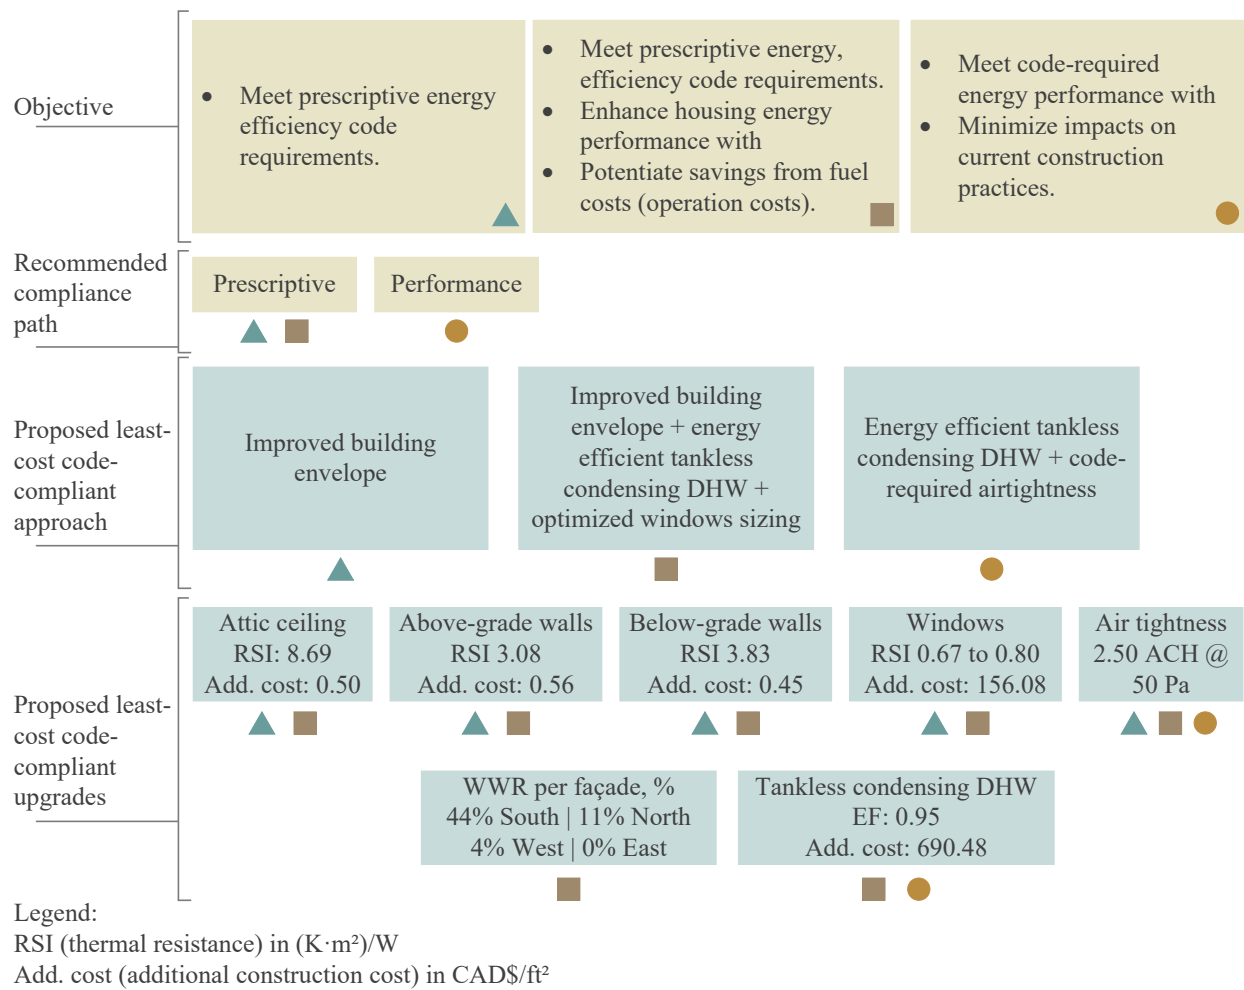 Objective
• Meet prescriptive energy
efficiency code
requirements.
• Meet prescriptive energy,
efficiency code requirements.
• Enhance housing energy
performance with
• Potentiate savings from fuel
costs (operation costs).
• Meet code-required
energy performance with
• Minimize impacts on
current construction
practices.
Recommended
compliance
path
Prescriptive
Performance
Proposed least-
cost code-
compliant
approach
Improved building
envelope
Improved building
envelope + energy
efficient tankless
condensing DHW +
optimized windows sizing
Energy efficient tankless
condensing DHW + code-
required airtightness
Proposed least-
cost code-
compliant
upgrades
Attic ceiling
RSI: 8.69
Add. cost: 0.50
Above-grade walls
RSI 3.08
Add. cost: 0.56
Below-grade walls
RSI 3.83
Add. cost: 0.45
Windows
RSI 0.67 to 0.80
Add. cost: 156.08
Air tightness
2.50 ACH @
50 Pa
WWR per façade, %
44% South | 11% North
4% West | 0% East
Tankless condensing DHW
EF: 0.95
Add. cost: 690.48
Legend:
RSI (thermal resistance) in (K·m²)/W
Add. cost (additional construction cost) in CAD$/ft²